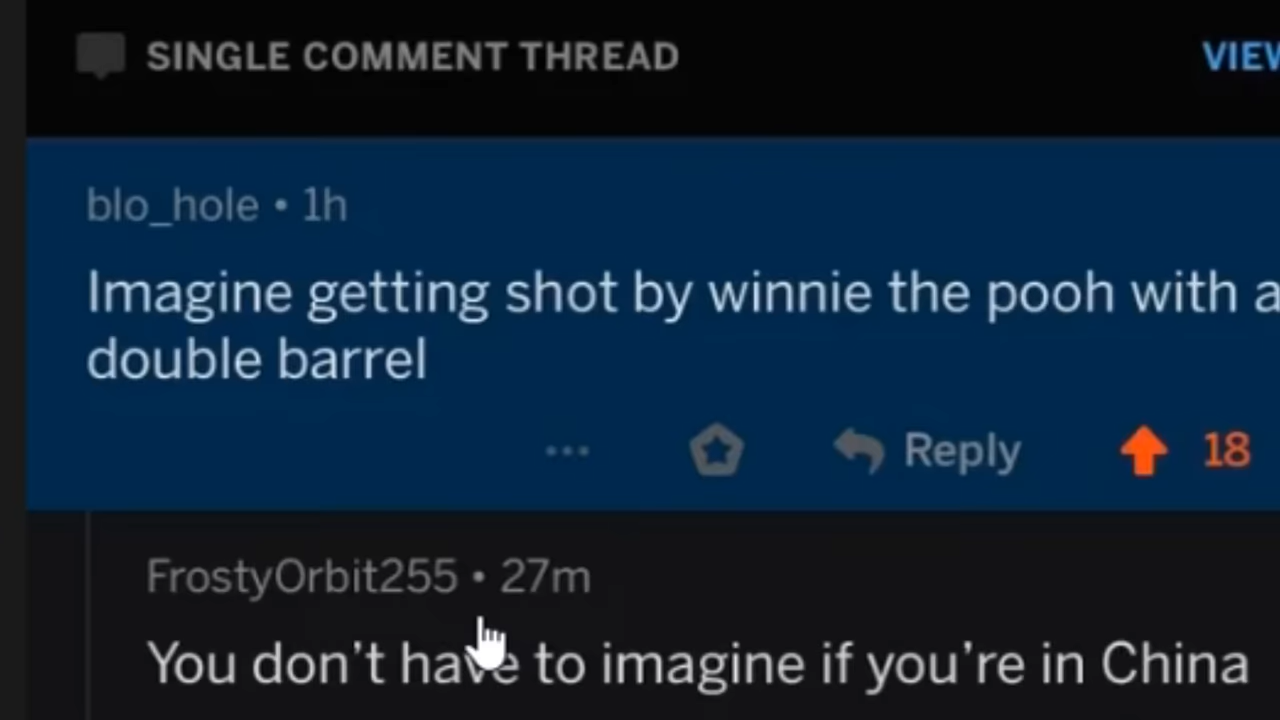 SINGLE COMMENT THREAD
VIEW
blo_hole • 1h
Imagine getting shot by winnie the pooh with a
double barrel
... Reply 18
FrostyOrbit255 • 27m
You don't have to imagine if you're in China